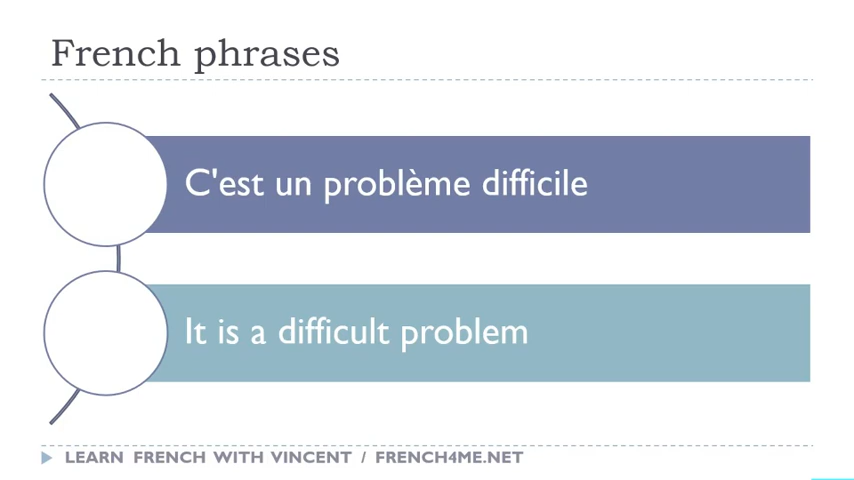 French phrases
C'est un problème difficile
It is a difficult problem
LEARN FRENCH WITH VINCENT / FRENCH4ME.NET